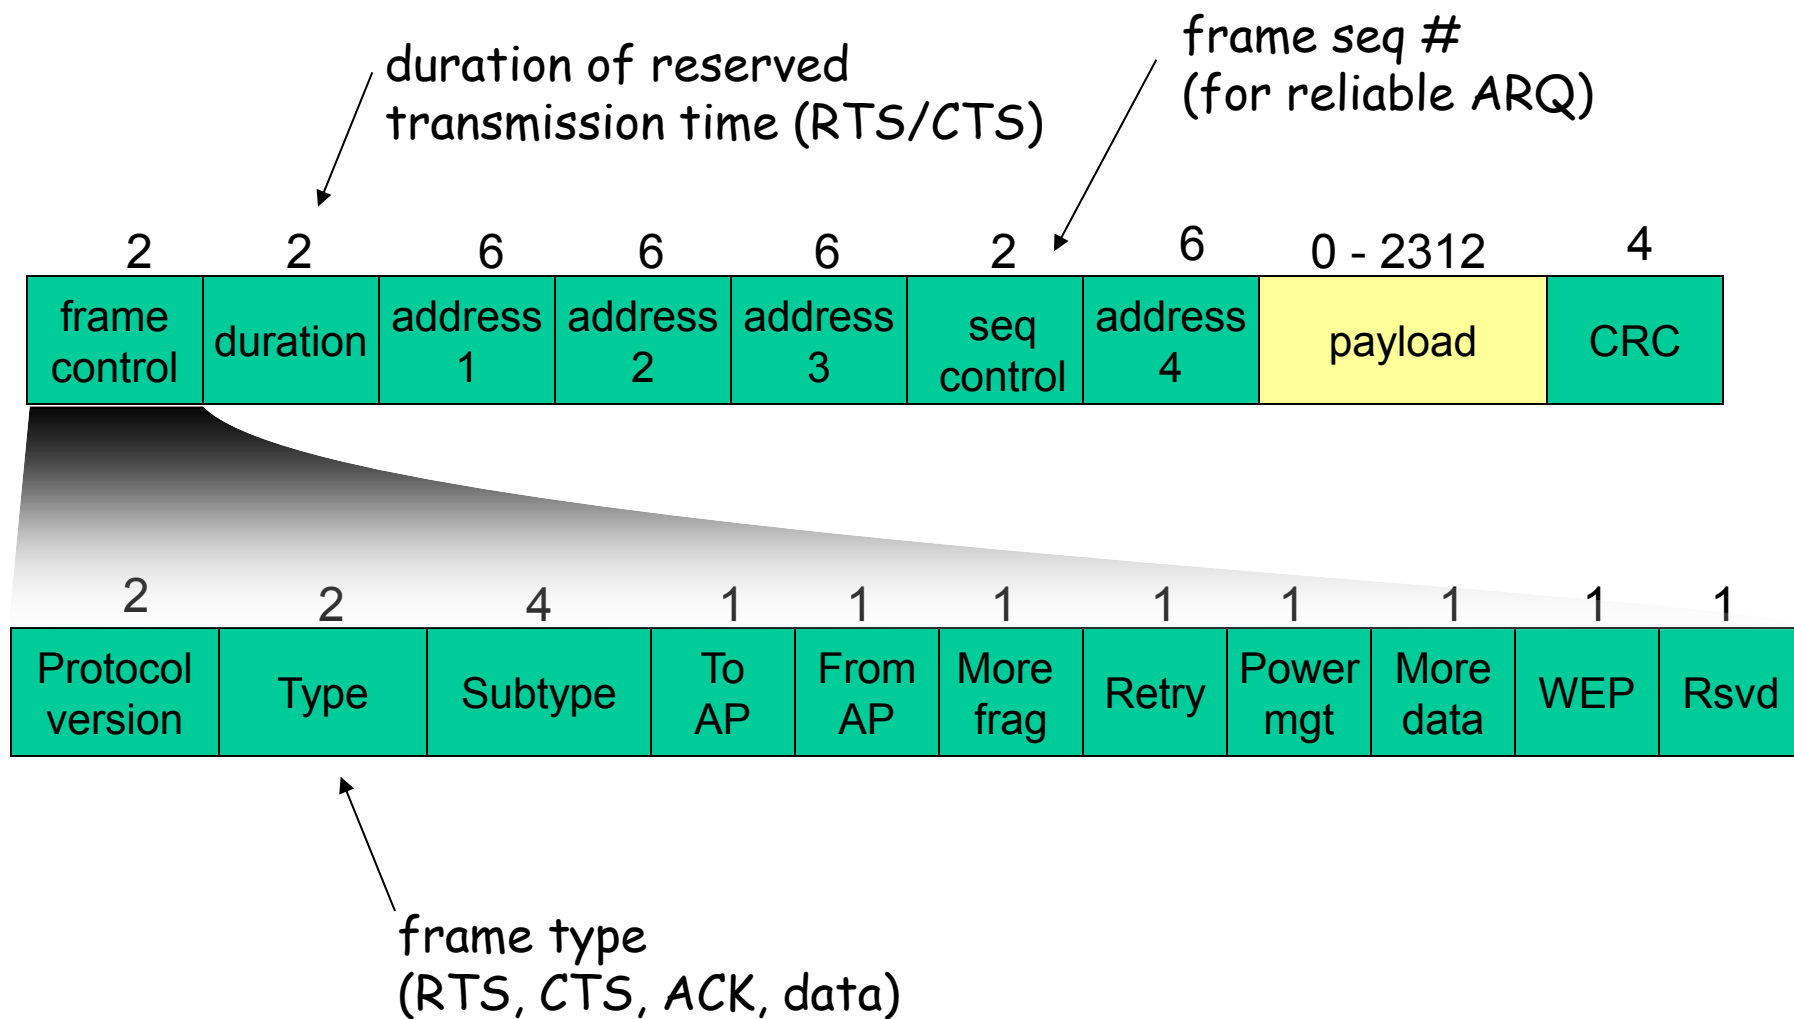 duration of reserved
transmission time (RTS/CTS)
frame seq #
(for reliable ARQ)
2 2 6 6 6 2 6 0 - 2312 4
frame
control
duration
address
1
address
2
address
3
seq
control
address
4
payload
CRC
2 2 4 1 1 1 1 1 1 1 1
Protocol
version
Type
Subtype
To
AP
From
AP
More
frag
Retry
Power
mgt
More
data
WEP
Rsvd
frame type
(RTS, CTS, ACK, data)